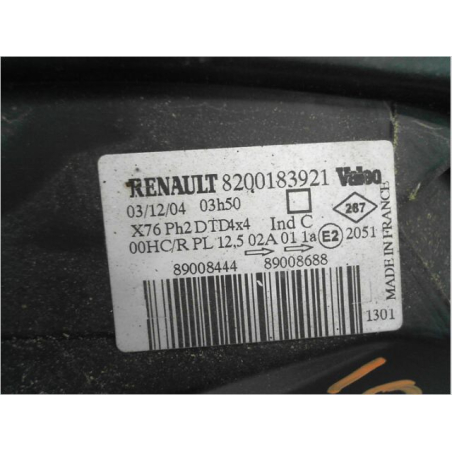 RENAULT 8200183921 Valeo
03/12/04 03h50
X76 Ph2 DTD4x4 Ind C
267
00HC/R PL 12,5 02A 01 1a E2 2051
89008444 89008688
1301
MADE IN FRANCE